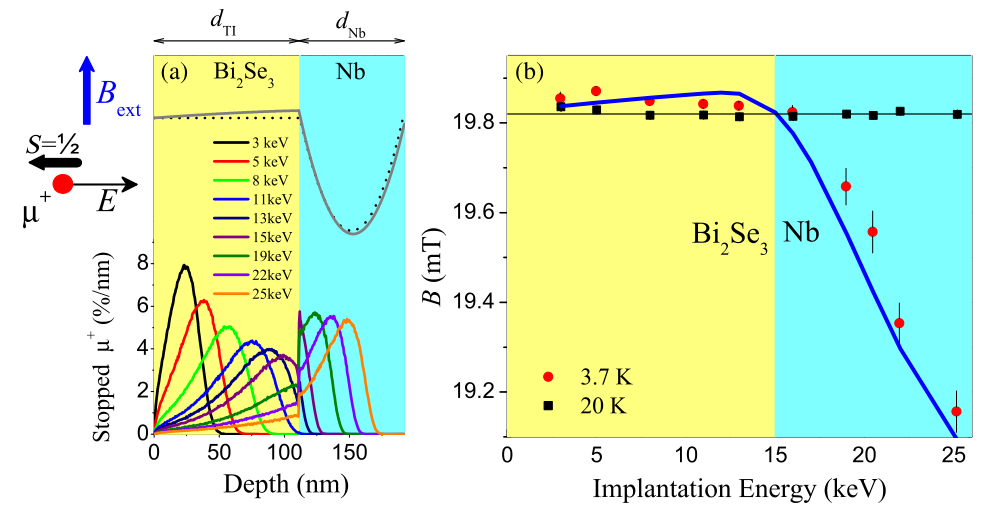 d_TI d_Nb
(a) Bi₂Se₃ Nb
B_ext
S=½
μ⁺ E
3 keV
5 keV
8 keV
11keV
13keV
15keV
19keV
22keV
25keV
Stopped μ⁺ (%/nm)
8
6
4
2
0
0 50 100 150
Depth (nm)
(b)
B (mT)
19.8
19.6
19.4
19.2
Bi₂Se₃ Nb
3.7 K
20 K
0 5 10 15 20 25
Implantation Energy (keV)